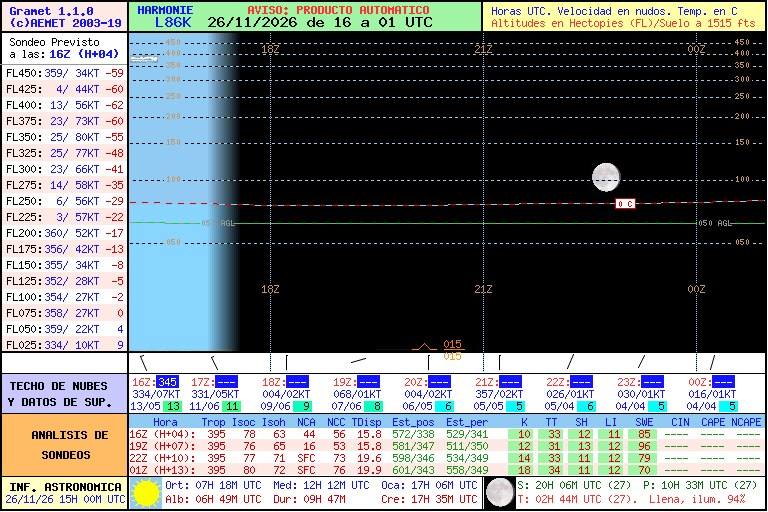 Gramet 1.1.0
(c)AEMET 2003-19
HARMONIE
L86K
AVISO: PRODUCTO AUTOMATICO
26/11/2026 de 16 a 01 UTC
Horas UTC. Velocidad en nudos. Temp. en C
Altitudes en Hectopies (FL)/Suelo a 1515 fts
Sondeo Previsto
a las: 16Z (H+04)
FL450: 359/ 34KT -59
FL425: 4/ 44KT -60
FL400: 13/ 56KT -62
FL375: 23/ 73KT -60
FL350: 25/ 80KT -55
FL325: 25/ 77KT -48
FL300: 23/ 66KT -41
FL275: 14/ 58KT -35
FL250: 6/ 56KT -29
FL225: 3/ 57KT -22
FL200: 360/ 52KT -17
FL175: 356/ 42KT -13
FL150: 355/ 34KT -8
FL125: 352/ 28KT -5
FL100: 354/ 27KT -2
FL075: 358/ 27KT 0
FL050: 359/ 22KT 4
FL025: 334/ 10KT 9
18Z 21Z 00Z
450 450
400 400
350 350
300 300
250 250
200 200
150 150
100 100
0 C
050 AGL 050 AGL
050 050
18Z 21Z 00Z
015
015
TECHO DE NUBES
Y DATOS DE SUP.
16Z: 345 17Z: --- 18Z: --- 19Z: --- 20Z: --- 21Z: --- 22Z: --- 23Z: --- 00Z: ---
334/07KT 331/05KT 004/02KT 068/01KT 004/02KT 357/02KT 026/01KT 030/01KT 016/01KT
13/05 13 11/06 11 09/06 9 07/06 8 06/05 6 05/05 5 05/04 6 04/04 5 04/04 5
ANALISIS DE
SONDEOS
Hora Trop Isoc Isoh NCA NCC TDisp Est_pos Est_per K TT SH LI SWE CIN CAPE NCAPE
16Z (H+04): 395 78 63 44 56 15.8 572/338 529/341 10 33 12 11 85 ---- ---- ----
19Z (H+07): 395 76 65 16 53 15.8 581/347 511/350 12 31 13 12 96 ---- ---- ----
22Z (H+10): 395 77 71 SFC 73 19.6 598/346 534/349 14 33 11 12 79 ---- ---- ----
01Z (H+13): 395 80 72 SFC 76 19.9 601/343 558/349 18 34 11 12 70 ---- ---- ----
INF. ASTRONOMICA
26/11/26 15H 00M UTC
Ort: 07H 18M UTC Med: 12H 12M UTC Oca: 17H 06M UTC
Alb: 06H 49M UTC Dur: 09H 47M Cre: 17H 35M UTC
S: 20H 06M UTC (27) P: 10H 33M UTC (27)
T: 02H 44M UTC (27). Llena, ilum. 94%